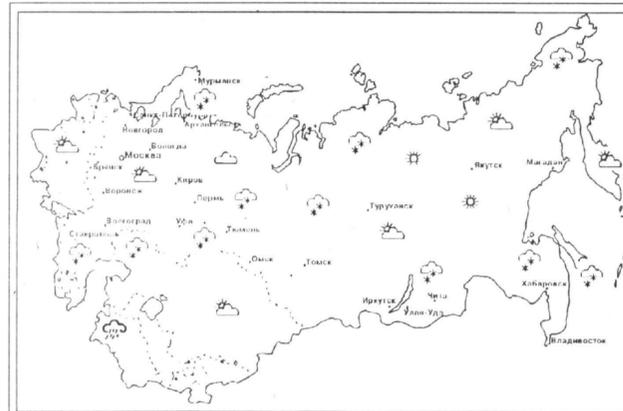 Мурманск
Санкт-Петербург
Архангельск
Новгород
Вологда
Москва
Брянск
Киров
Воронеж
Пермь
Якутск
Магадан
Туруханск
Волгоград
Уфа
Тюмень
Ставрополь
Омск
Томск
Иркутск
Чита
Улан-Удэ
Хабаровск
Владивосток